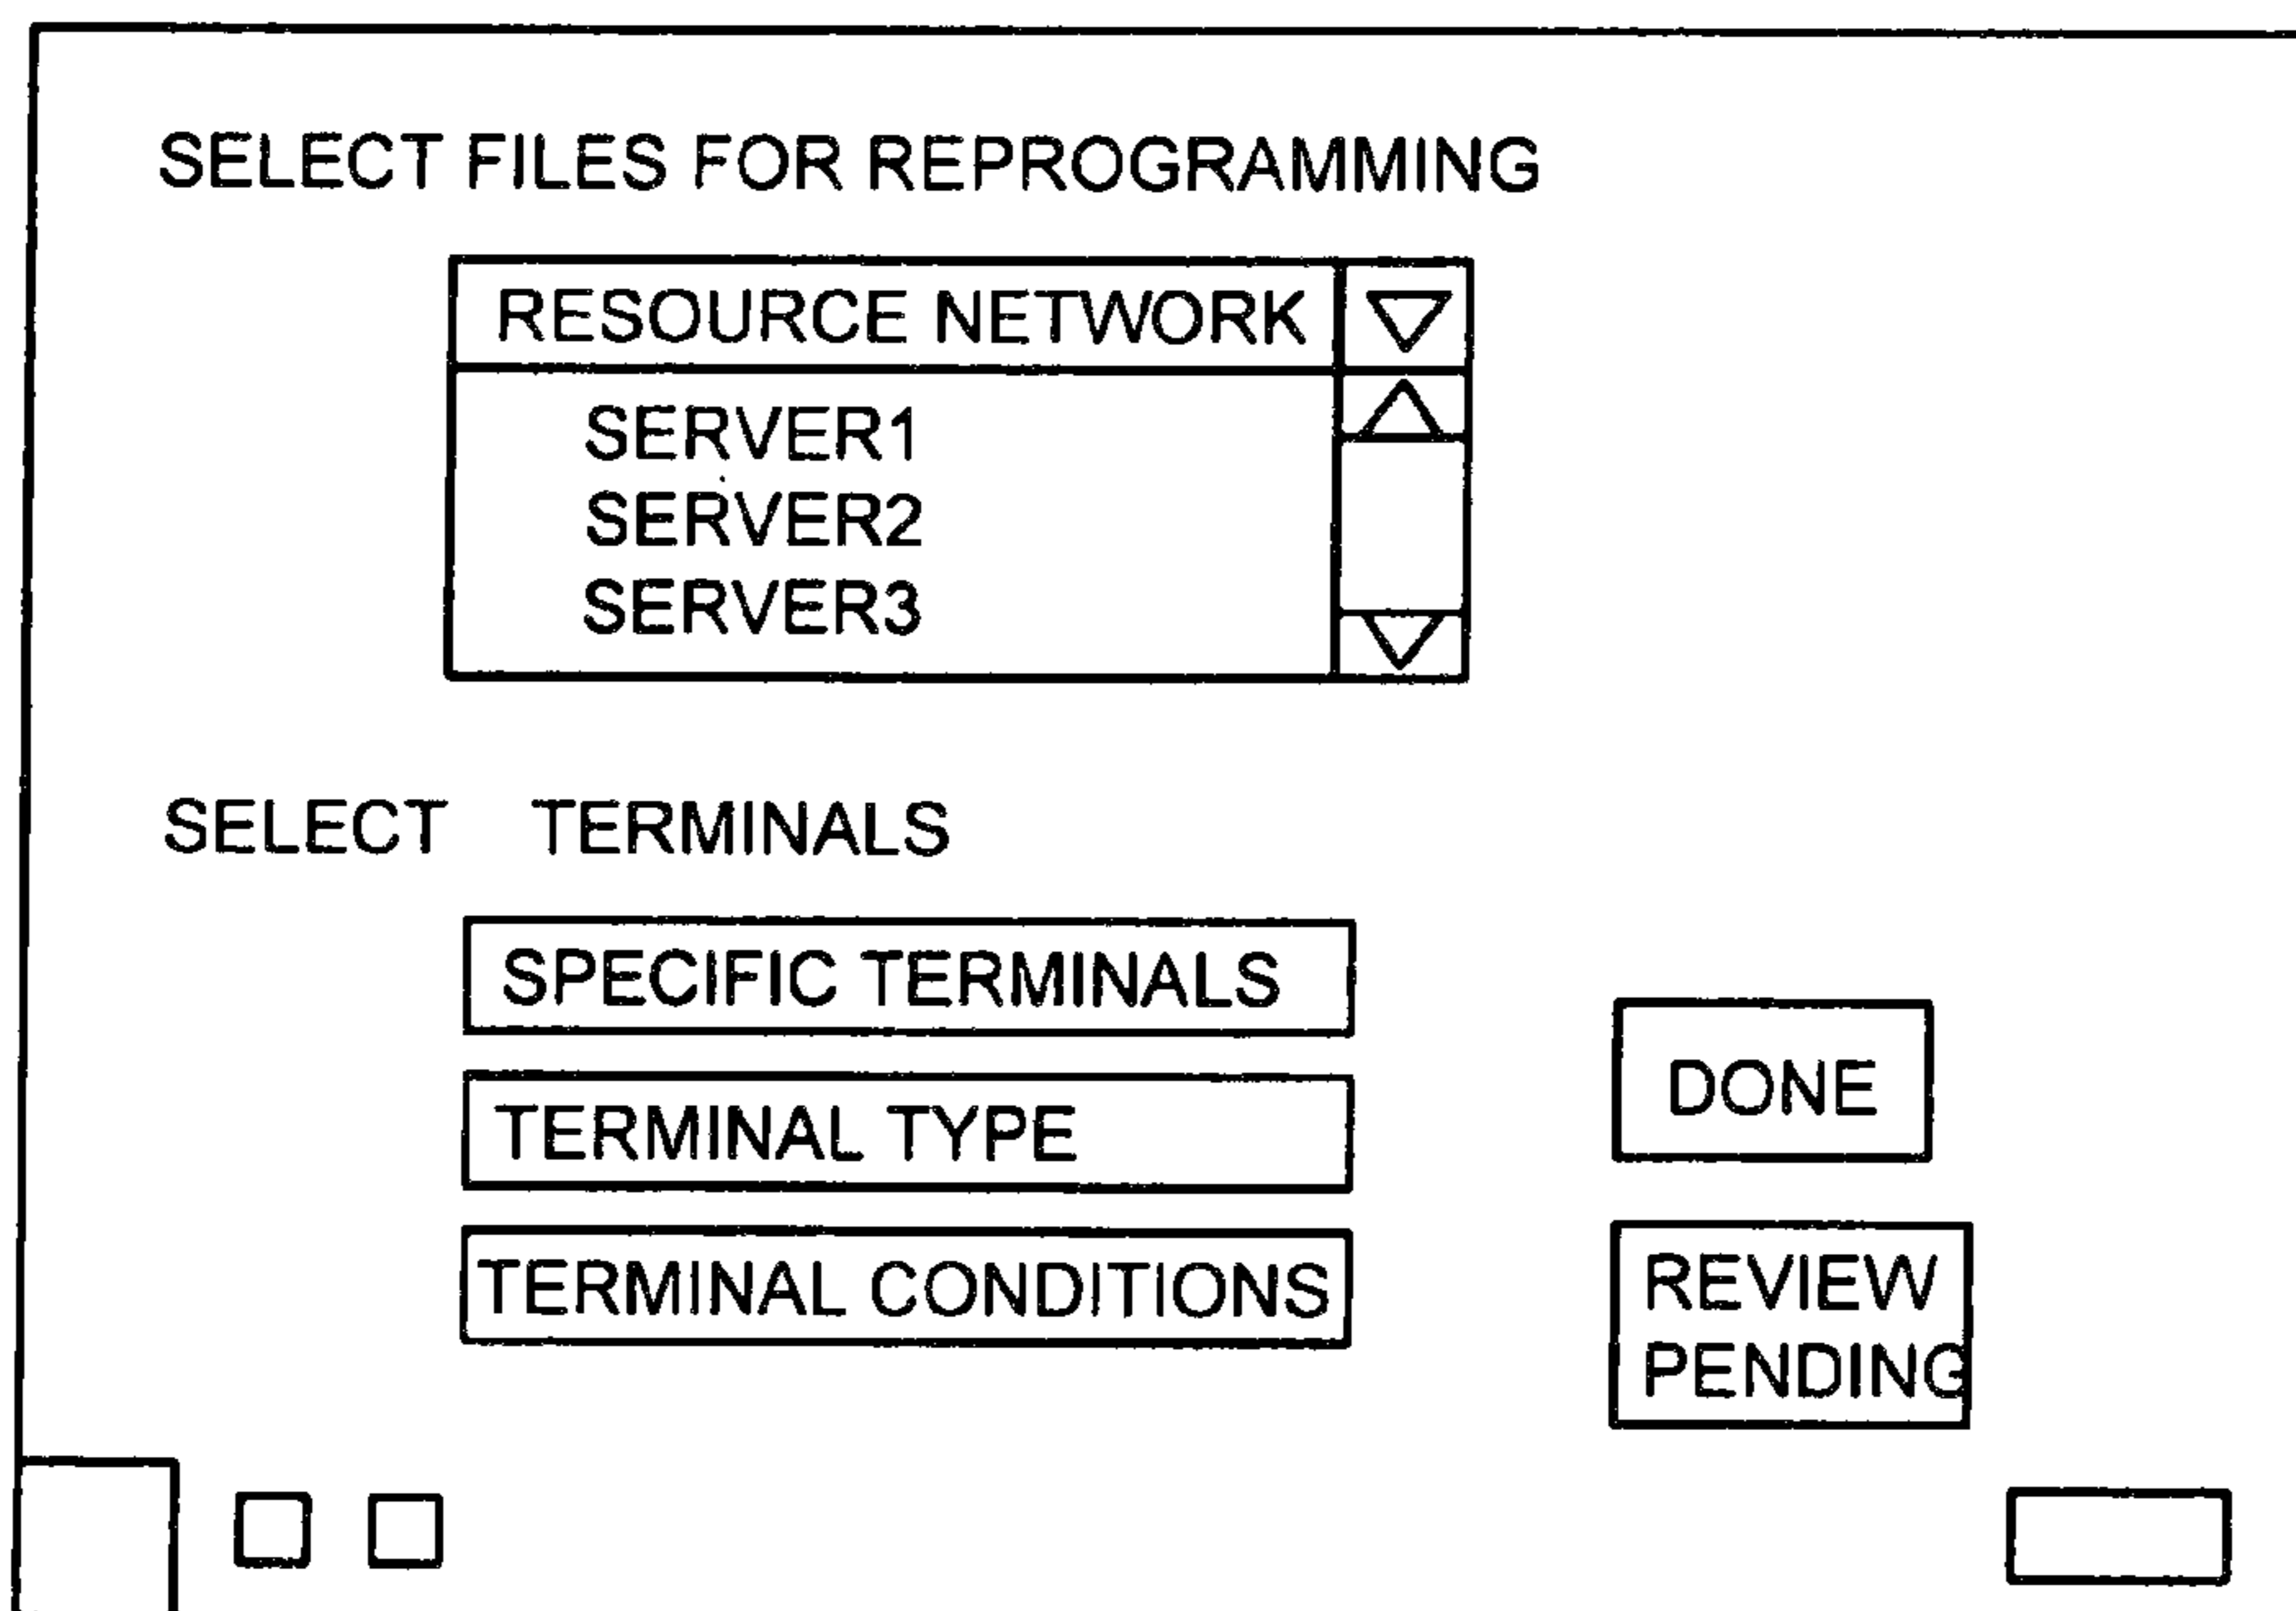 SELECT FILES FOR REPROGRAMMING
RESOURCE NETWORK
SERVER1
SERVER2
SERVER3
SELECT TERMINALS
SPECIFIC TERMINALS
TERMINAL TYPE
TERMINAL CONDITIONS
DONE
REVIEW
PENDING